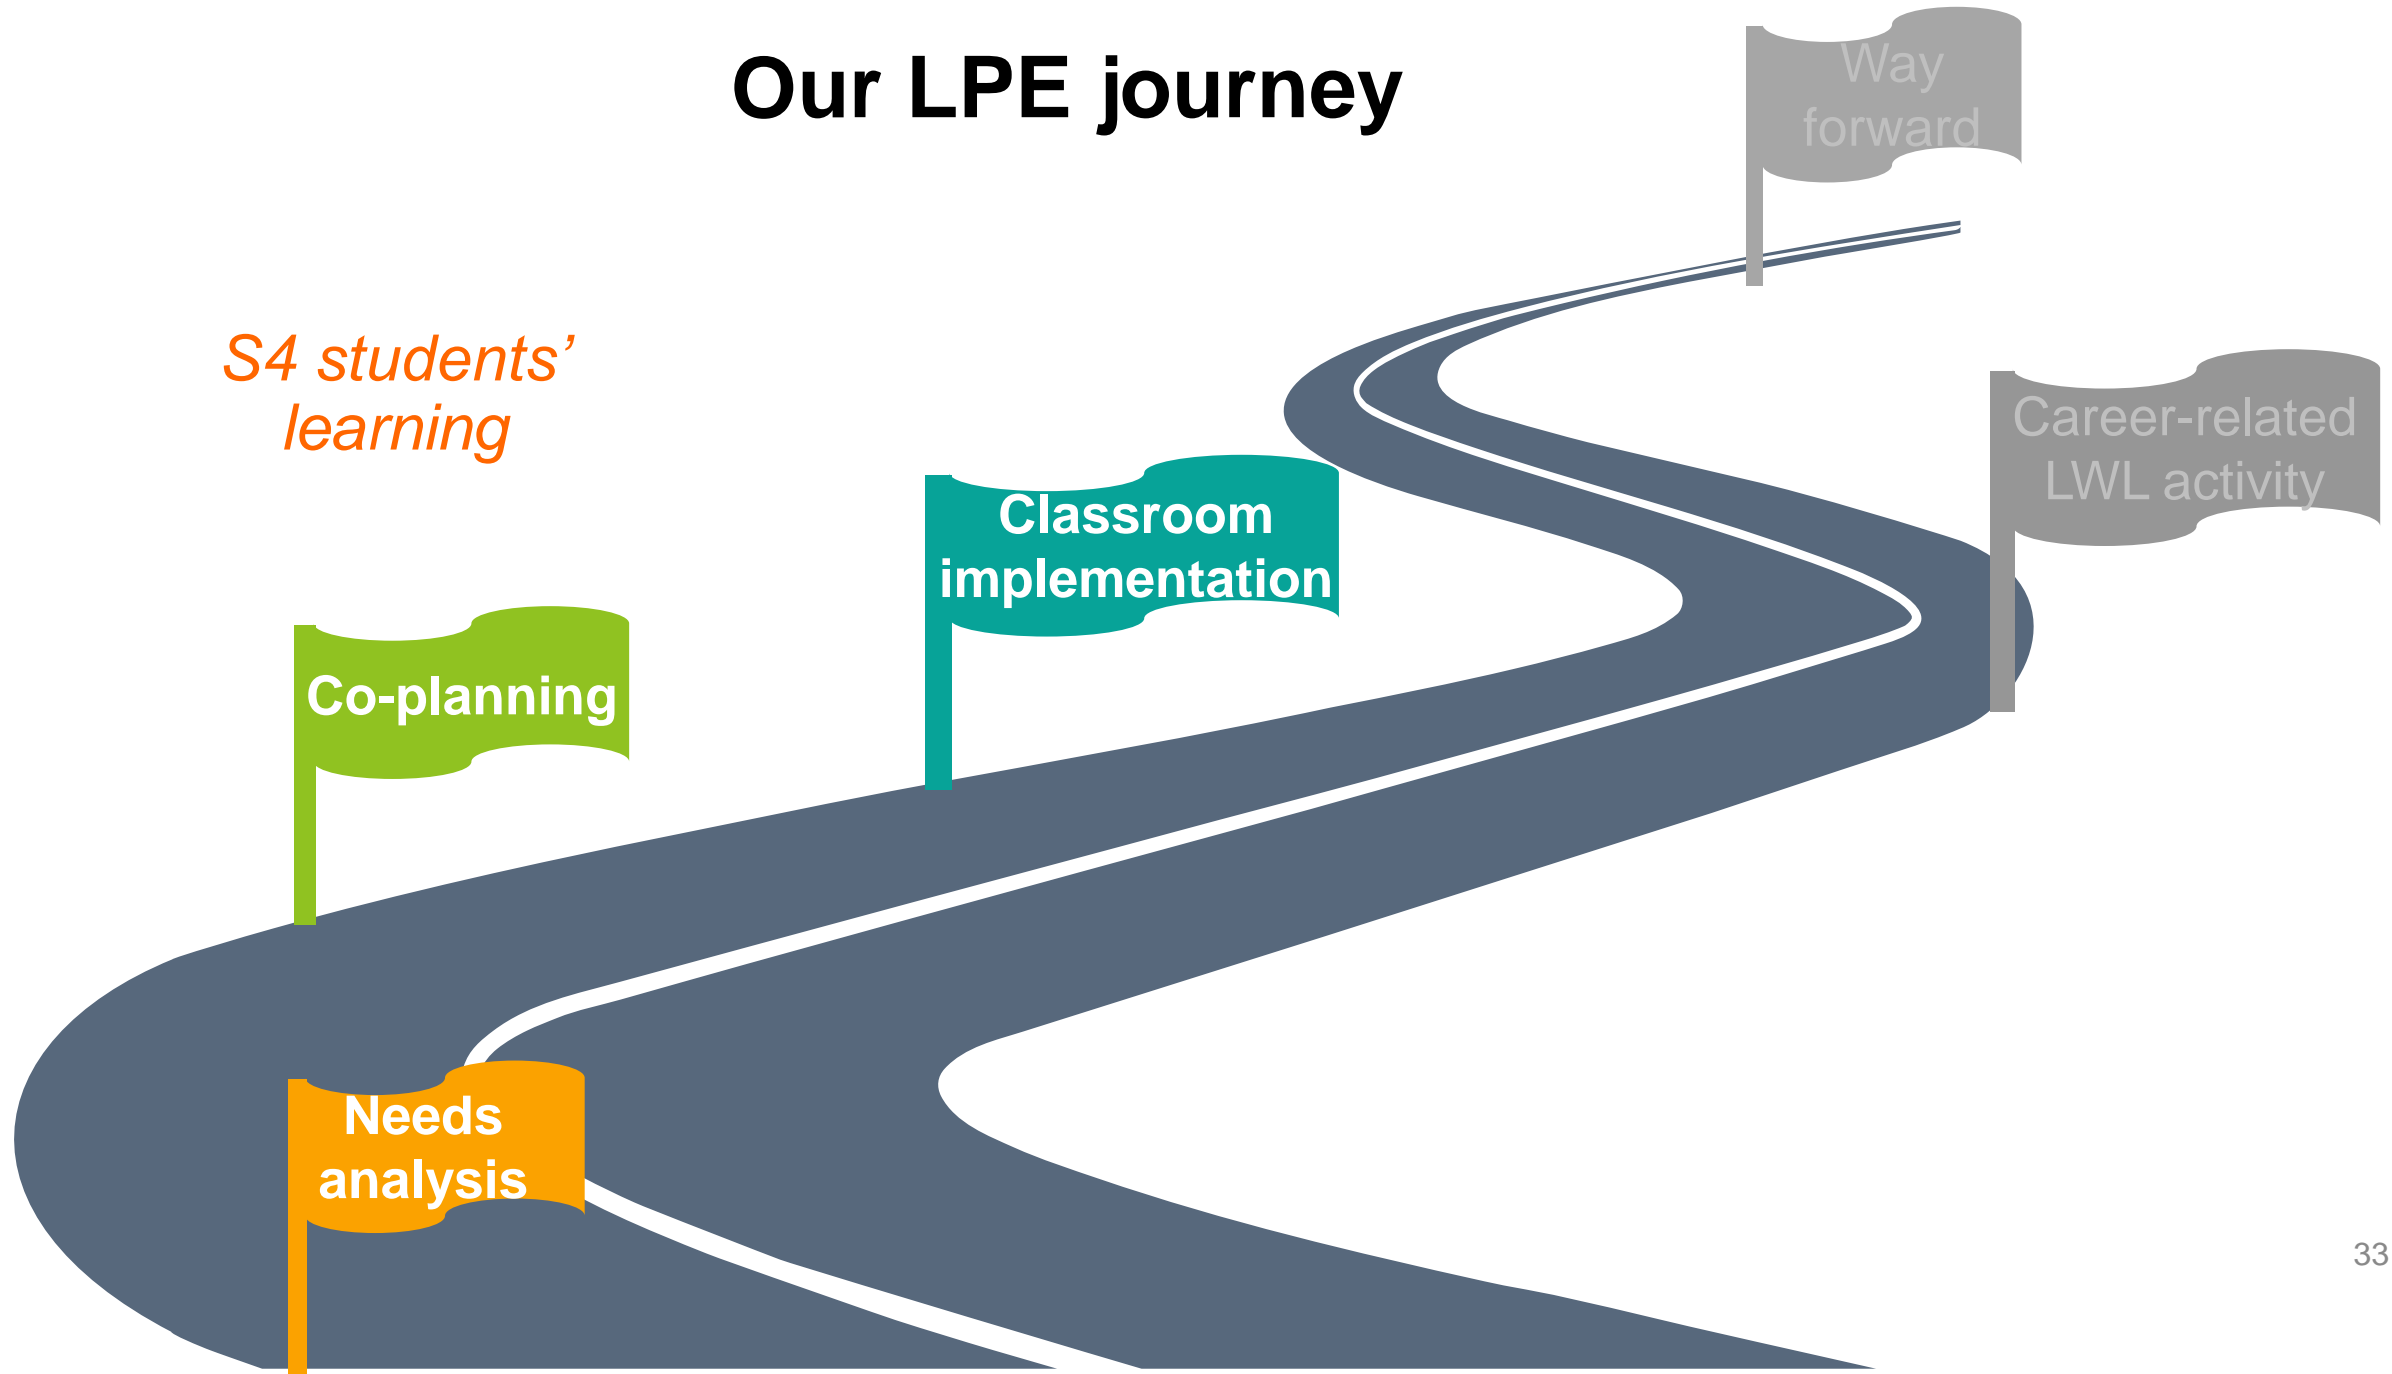 Our LPE journey
Way
forward
S4 students’
learning
Career-related
LWL activity
Classroom
implementation
Co-planning
Needs
analysis
33